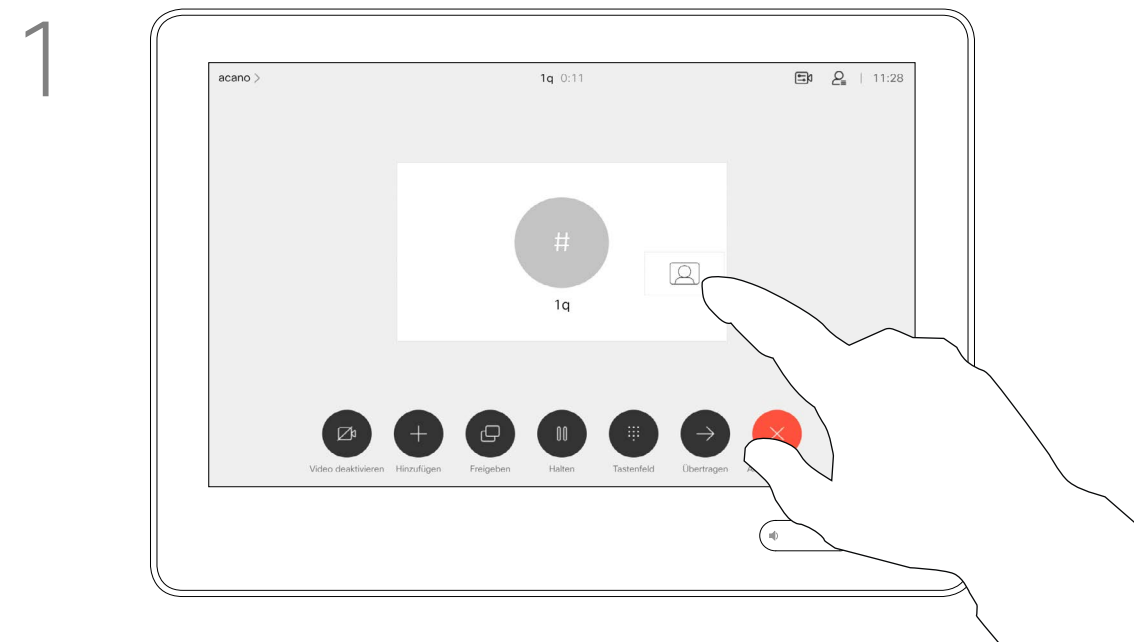 1
acano >
1q 0:11
11:28
#
1q
Video deaktivieren
Hinzufügen
Freigeben
Halten
Tastenfeld
Übertragen